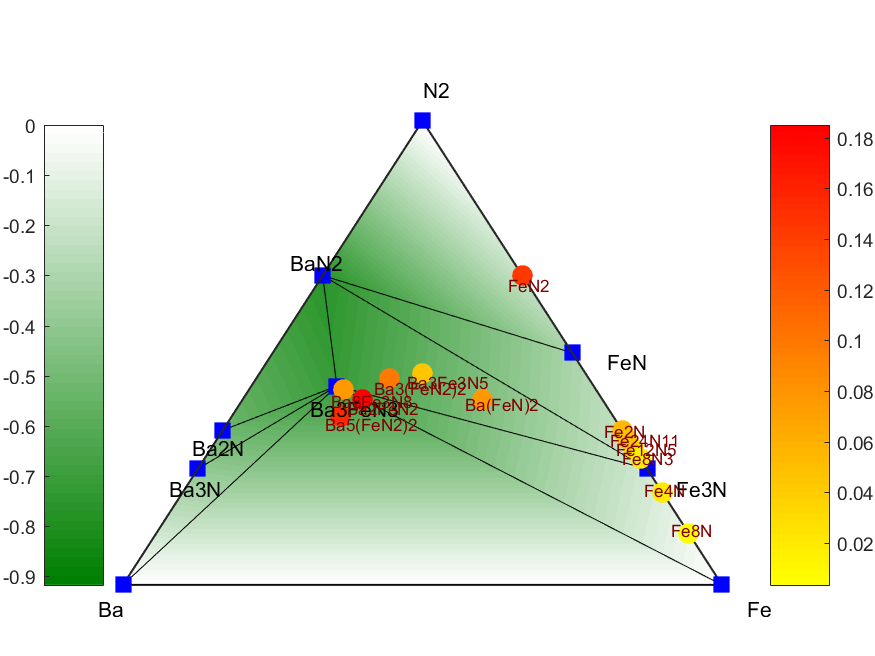 N2
0
-0.1
-0.2
-0.3
-0.4
-0.5
-0.6
-0.7
-0.8
-0.9
0.18
0.16
0.14
0.12
0.1
0.08
0.06
0.04
0.02
BaN2
FeN2
FeN
Ba3Fe3N5
Ba3(FeN2)2
Ba(FeN)2
Ba3FeN3
Ba5(FeN2)2
Fe2N
Fe24N11
Fe12N5
Fe8N3
Ba2N
Ba3N
Fe4N
Fe3N
Fe8N
Ba
Fe